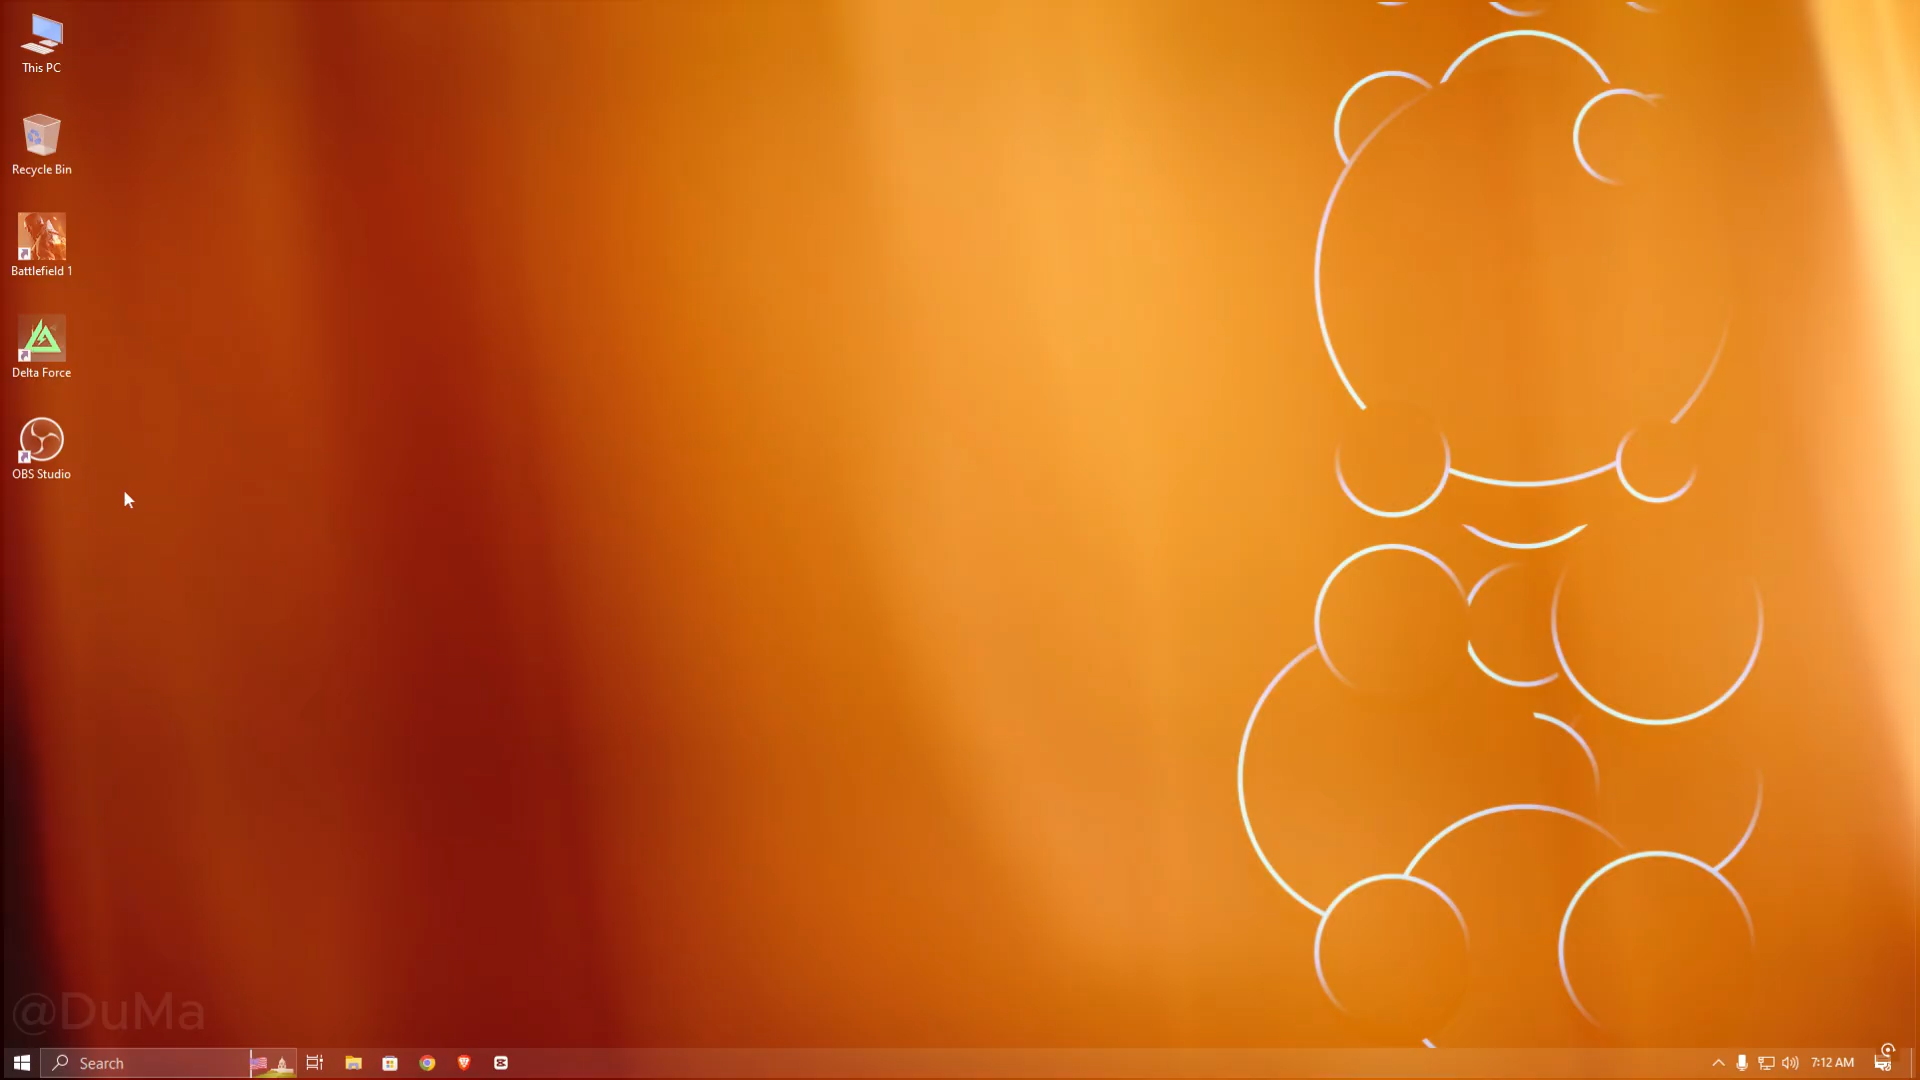 This PC
Recycle Bin
Battlefield 1
Delta Force
OBS Studio
@DuMa
Search
7:12 AM